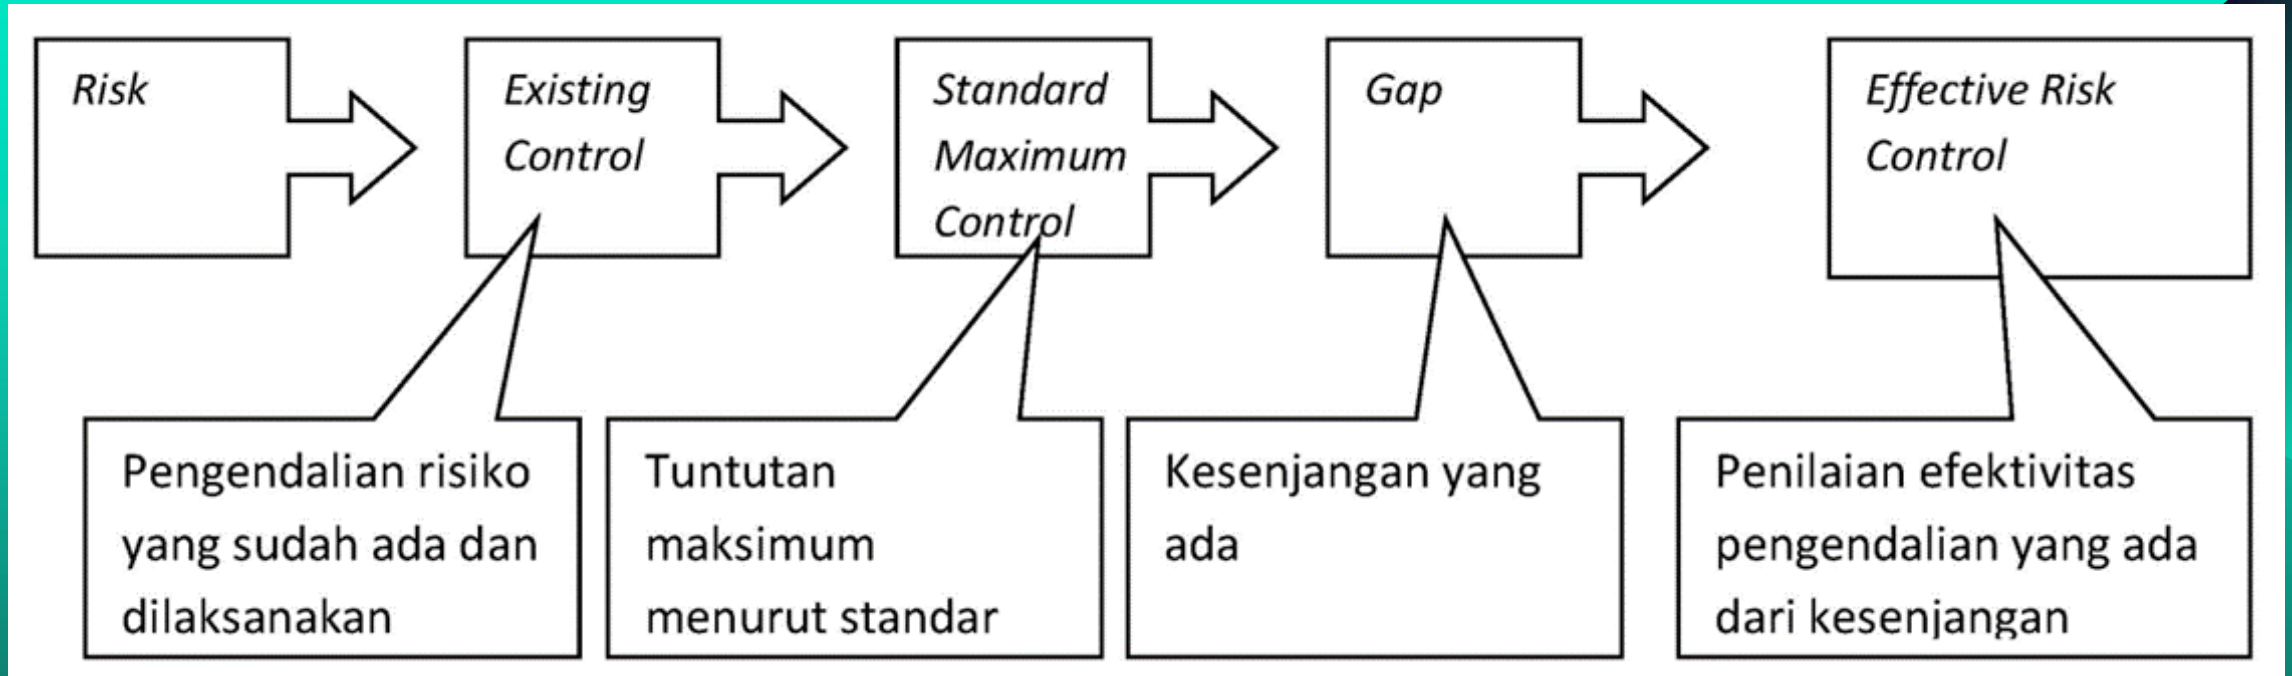 Risk
Existing
Control
Standard
Maximum
Control
Gap
Effective Risk
Control
Pengendalian risiko
yang sudah ada dan
dilaksanakan
Tuntutan
maksimum
menurut standar
Kesenjangan yang
ada
Penilaian efektivitas
pengendalian yang ada
dari kesenjangan